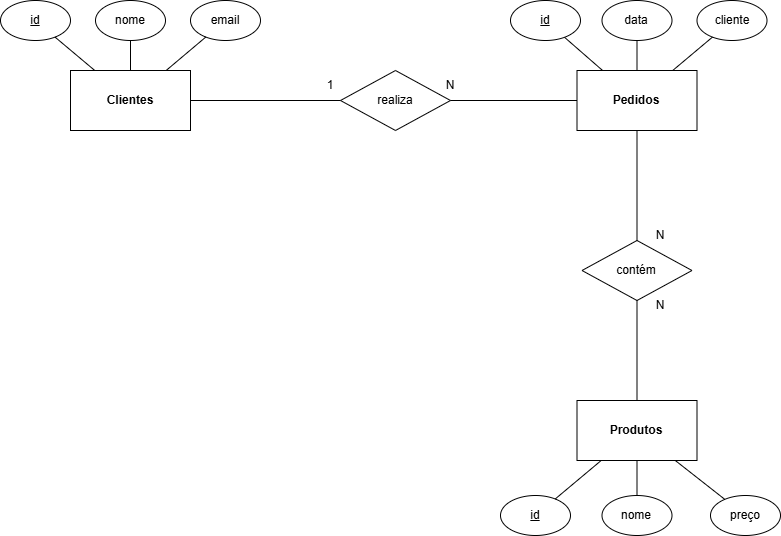 id
nome
email
id
data
cliente
Clientes
1
realiza
N
Pedidos
N
contém
N
Produtos
id
nome
preço